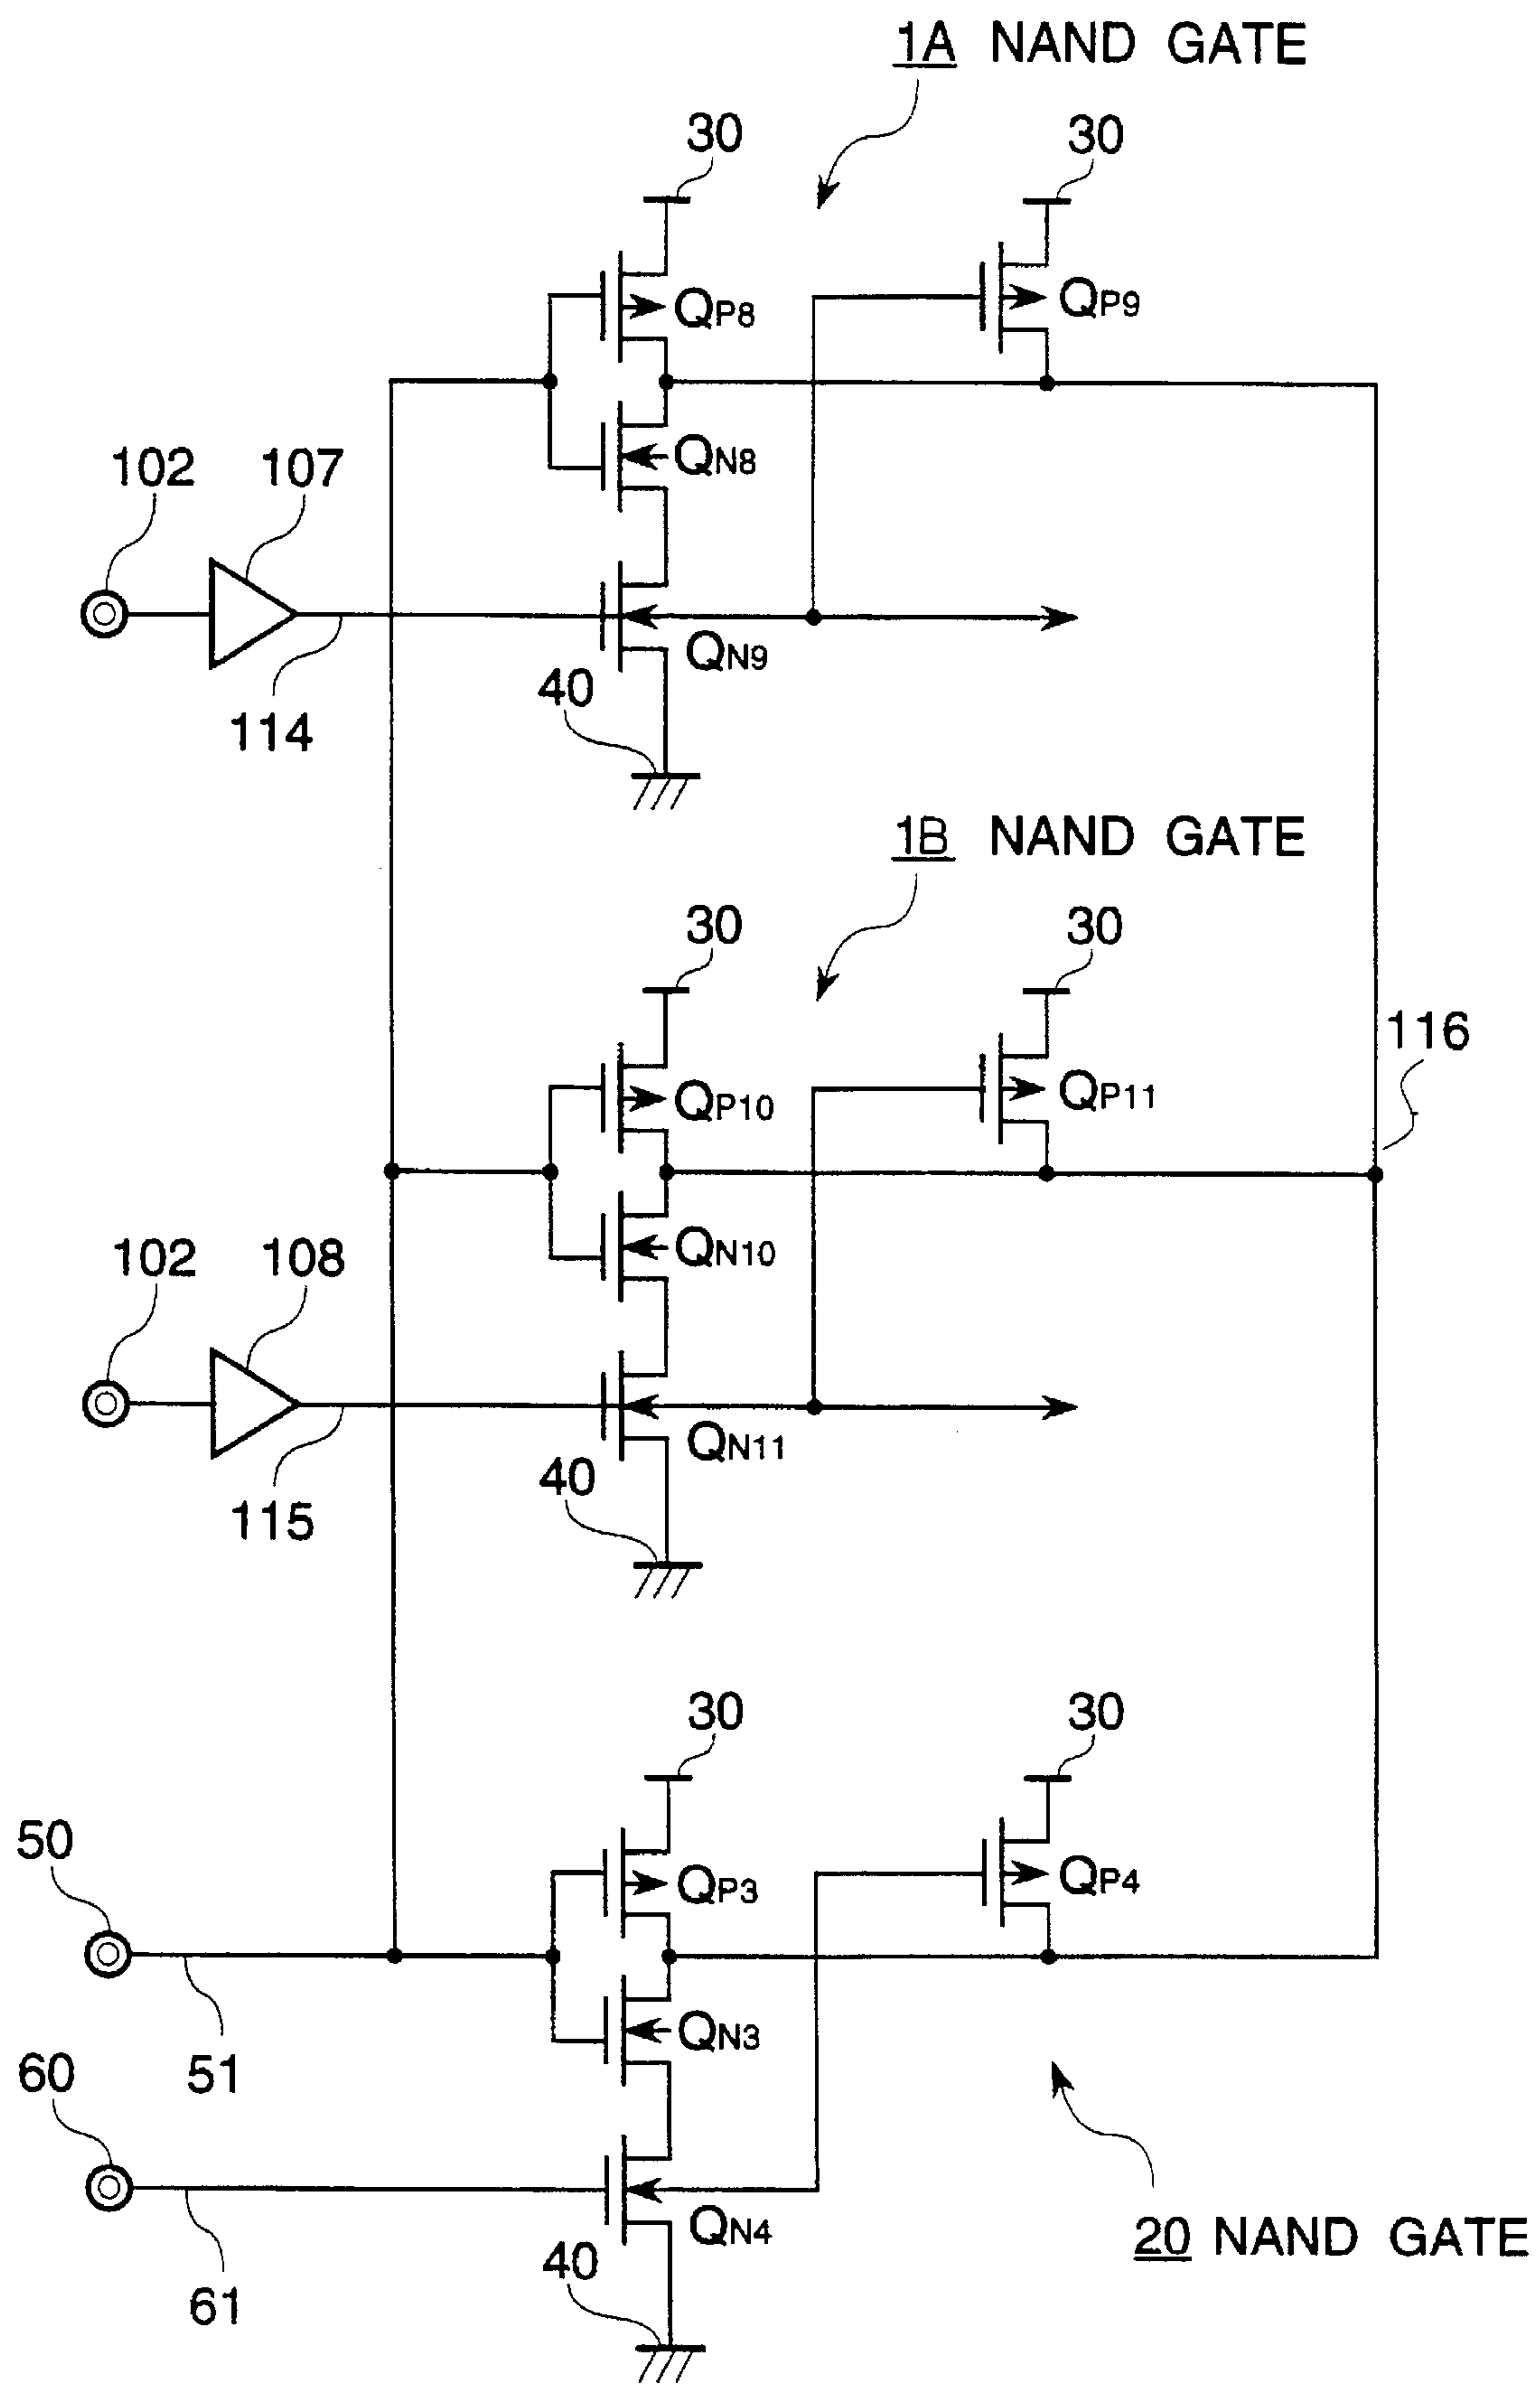 1A NAND GATE
30
30
QP8
QP9
QN8
102
107
QN9
114
40
1B NAND GATE
30
30
116
QP10
QP11
QN10
102
108
QN11
115
40
30
30
50
QP3
QP4
QN3
51
60
QN4
20 NAND GATE
61
40